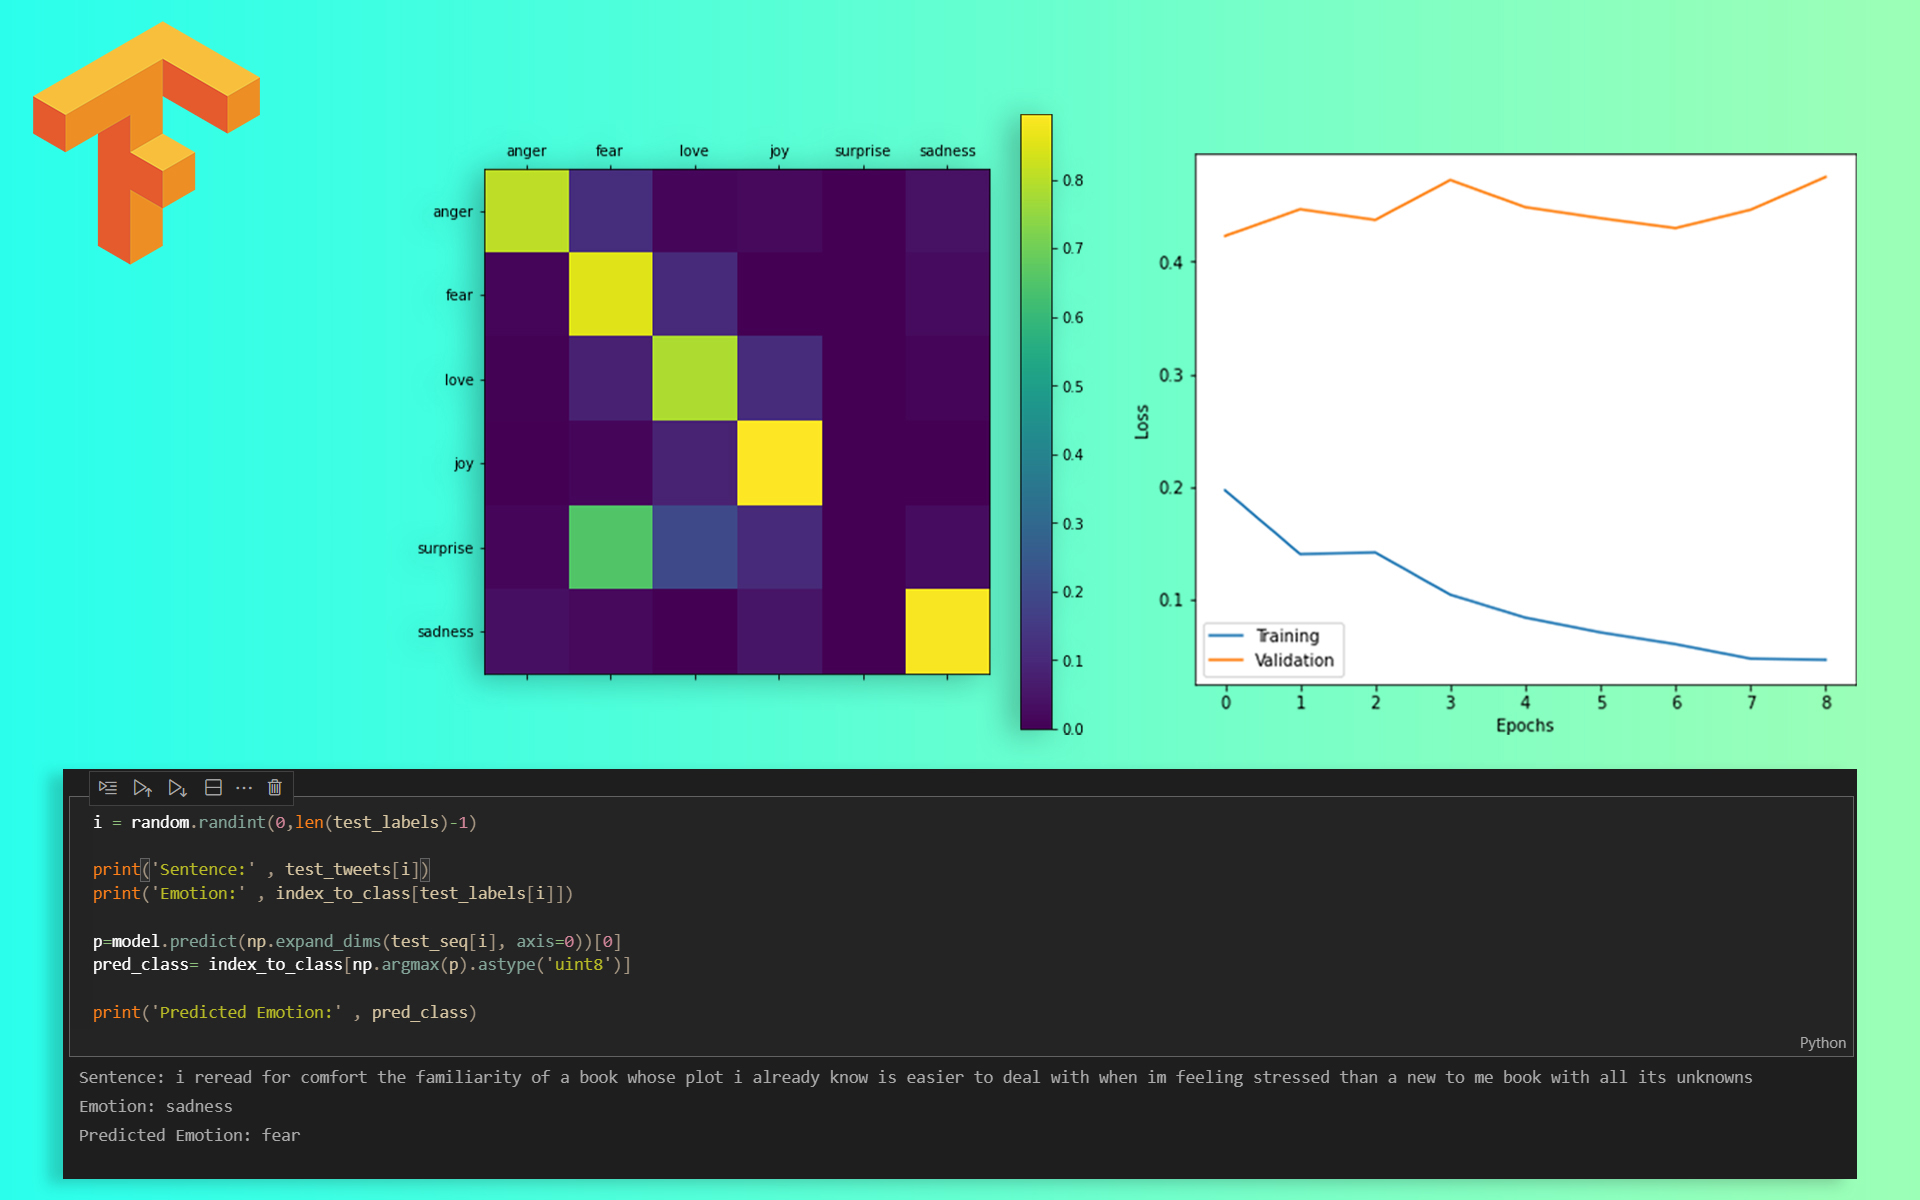 anger fear love joy surprise sadness
anger
fear
love
joy
surprise
sadness
0.8
0.7
0.6
0.5
0.4
0.3
0.2
0.1
0.0
Loss
0.4
0.3
0.2
0.1
Training
Validation
0 1 2 3 4 5 6 7 8
Epochs
i = random.randint(0,len(test_labels)-1)
print('Sentence:' , test_tweets[i])
print('Emotion:' , index_to_class[test_labels[i]])
p=model.predict(np.expand_dims(test_seq[i], axis=0))[0]
pred_class= index_to_class[np.argmax(p).astype('uint8')]
print('Predicted Emotion:' , pred_class)
Python
Sentence: i reread for comfort the familiarity of a book whose plot i already know is easier to deal with when im feeling stressed than a new to me book with all its unknowns
Emotion: sadness
Predicted Emotion: fear